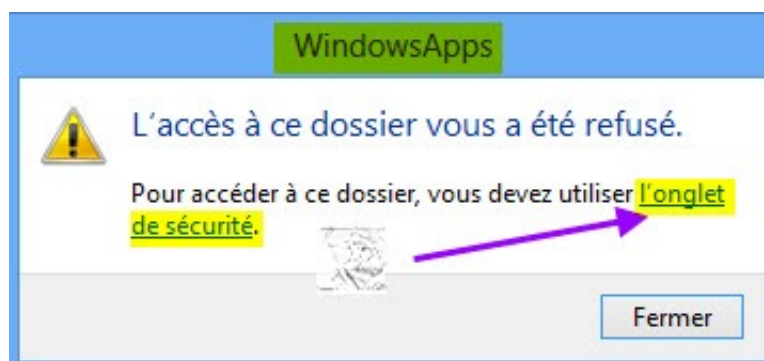 WindowsApps
L'accès à ce dossier vous a été refusé.
Pour accéder à ce dossier, vous devez utiliser l'onglet
de sécurité.
Fermer